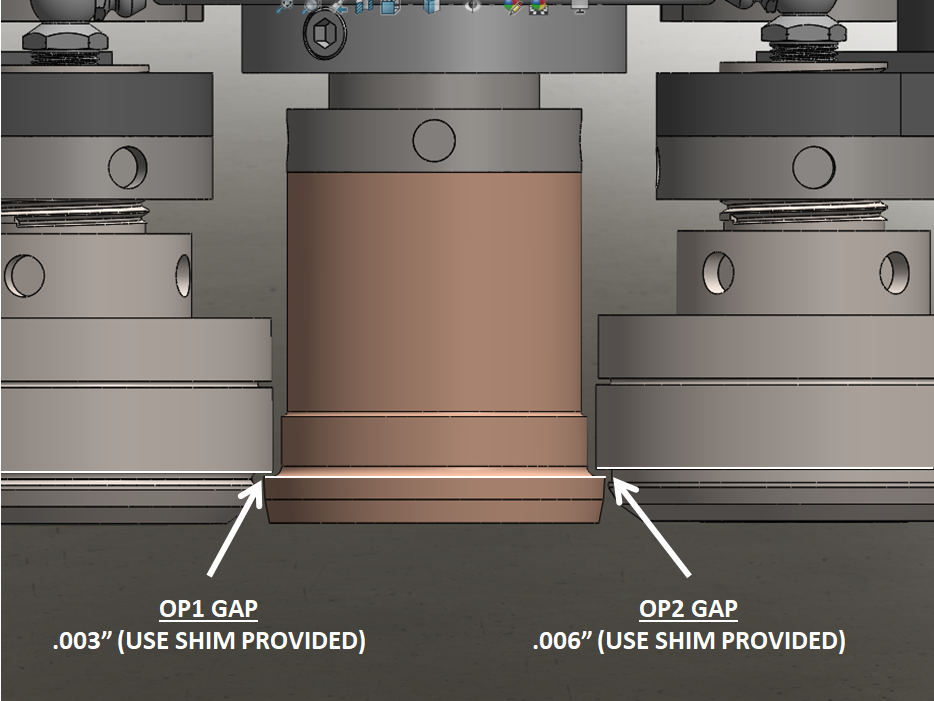 OP1 GAP
.003” (USE SHIM PROVIDED)
OP2 GAP
.006” (USE SHIM PROVIDED)